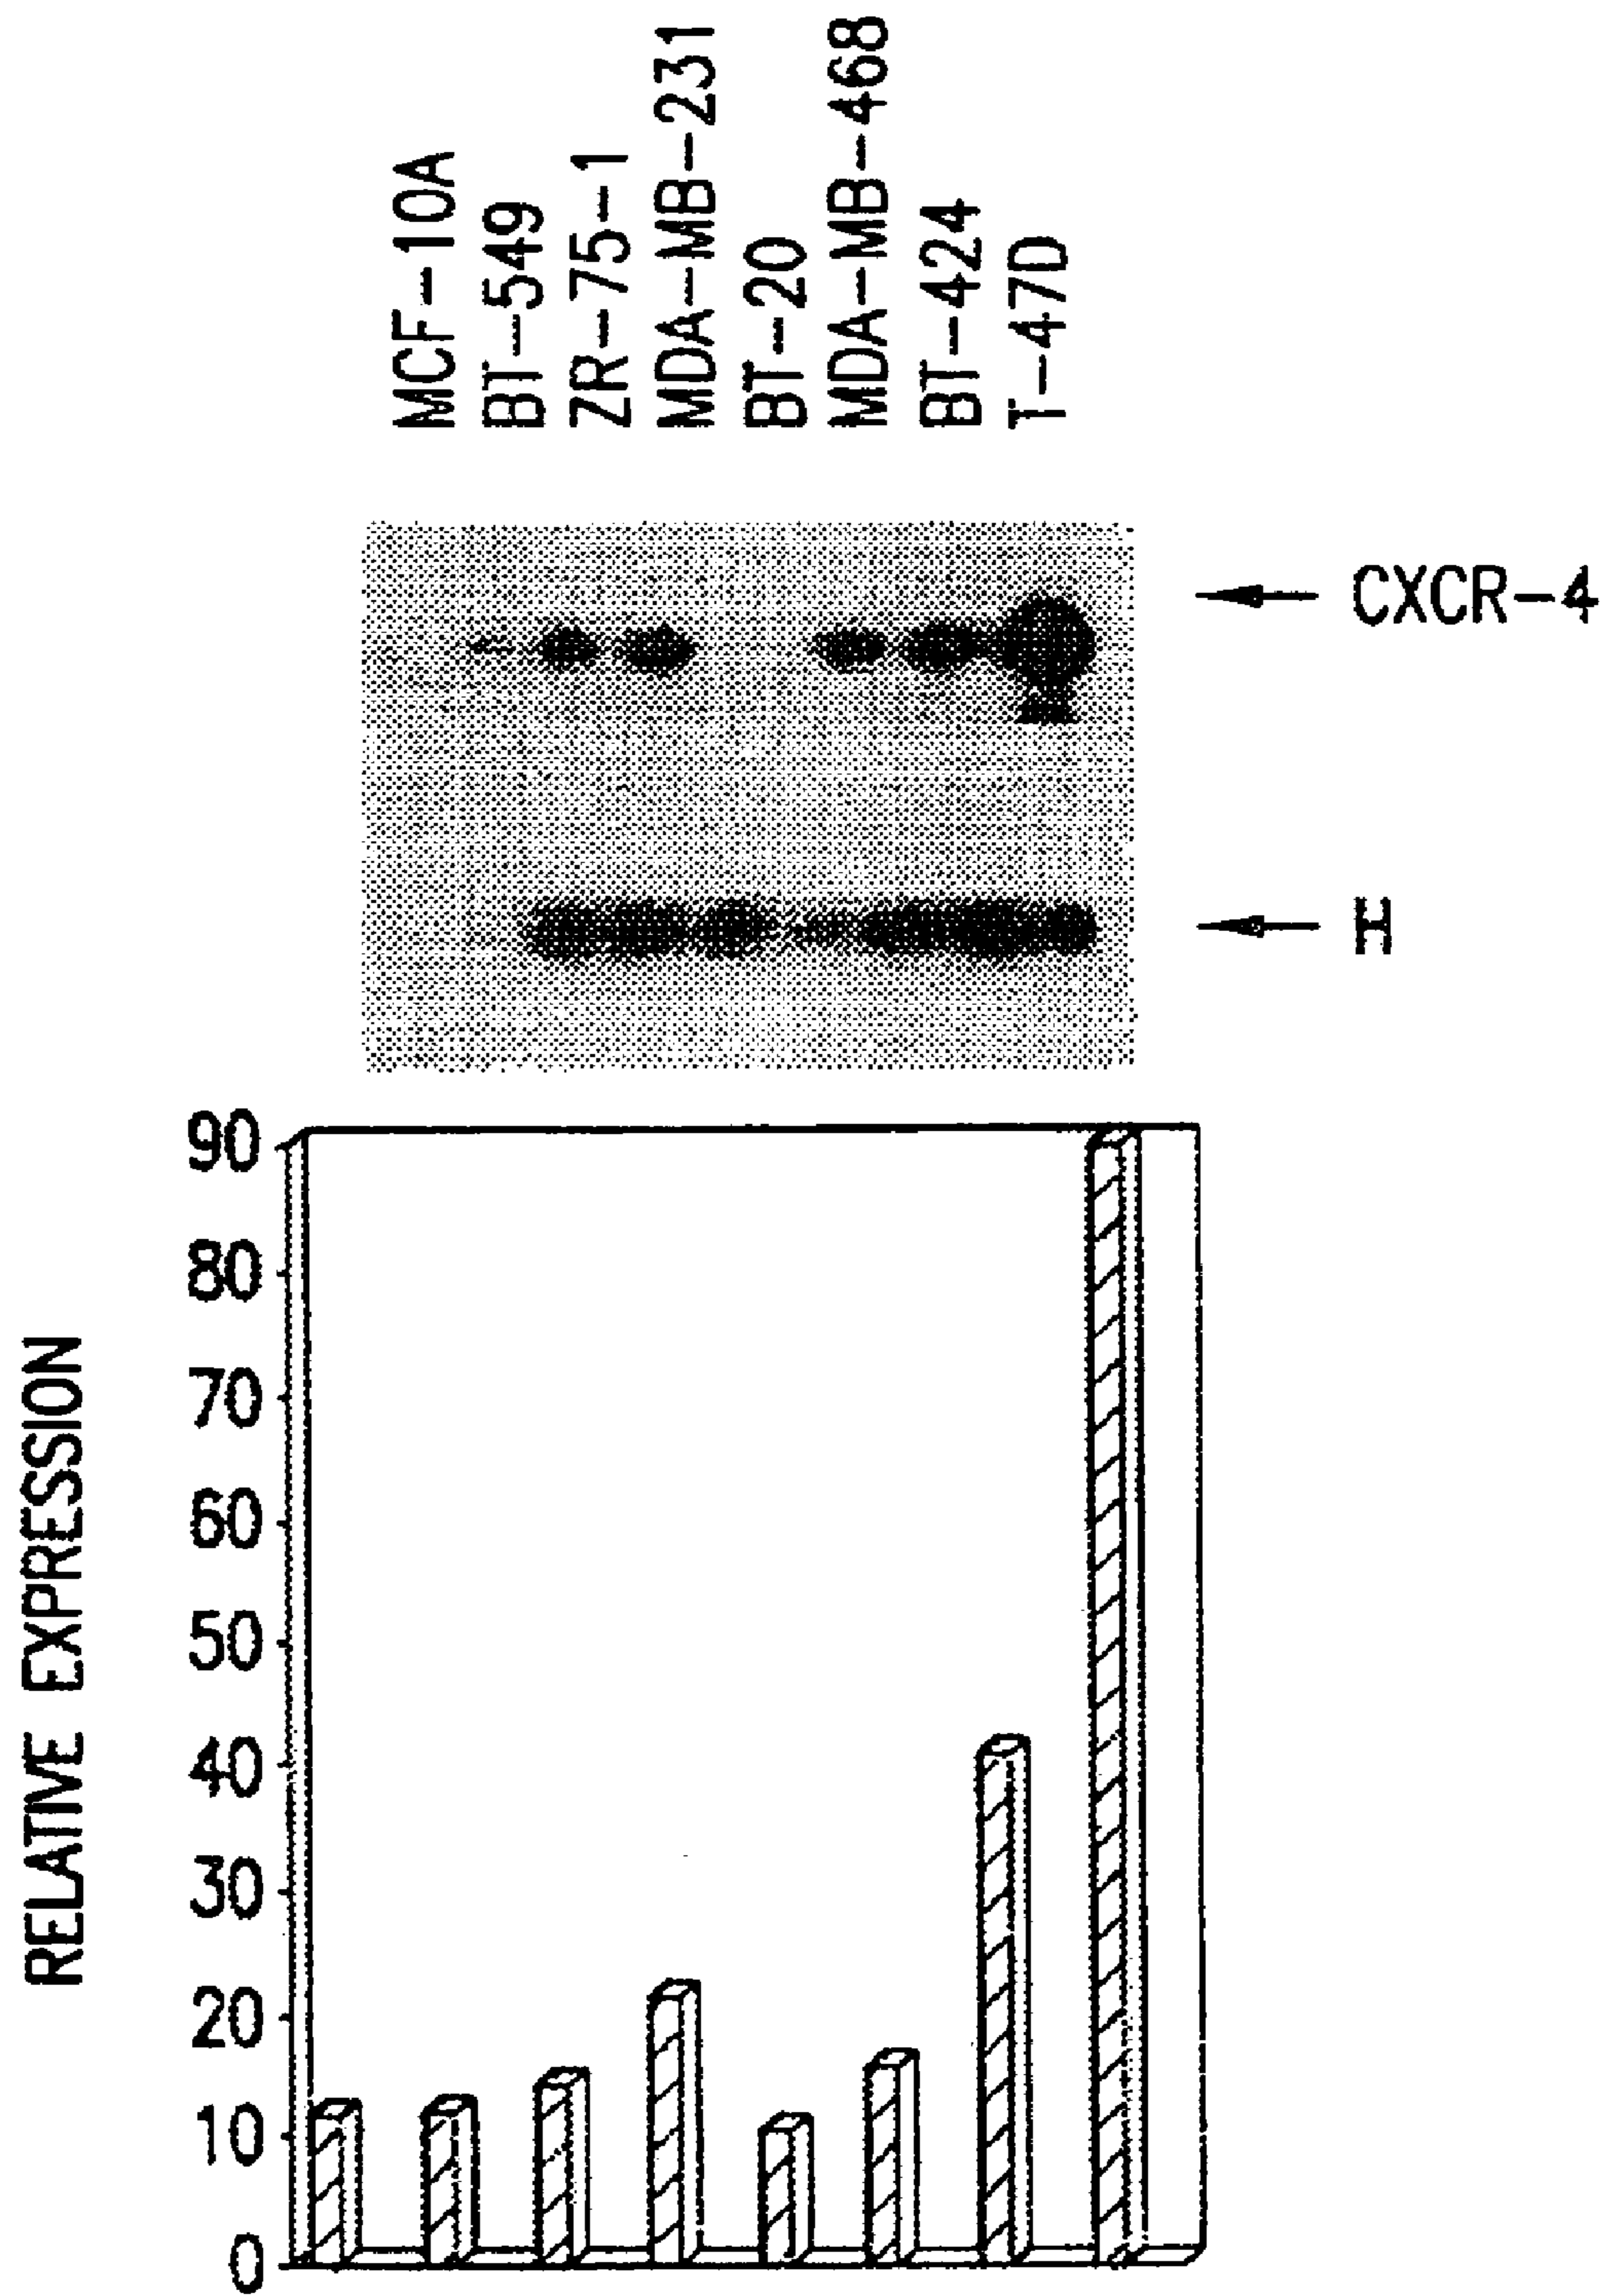 MCF-10A
BT-549
ZR-75-1
MDA-MB-231
BT-20
MDA-MB-468
BT-424
T-47D
CXCR-4
H
RELATIVE EXPRESSION
90
80
70
60
50
40
30
20
10
0